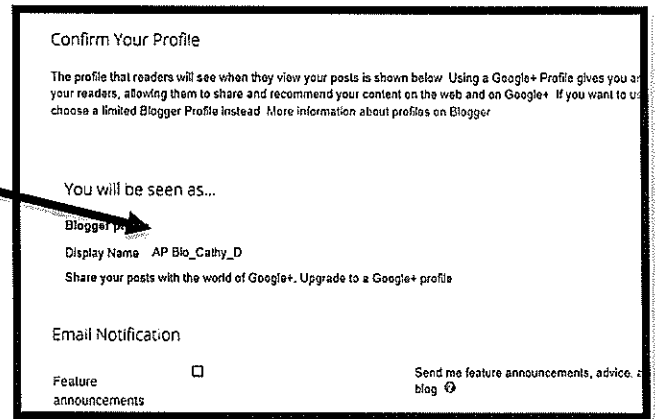 Confirm Your Profile
The profile that readers will see when they view your posts is shown below Using a Google+ Profile gives you
your readers, allowing them to share and recommend your content on the web and on Google+ If you want to
choose a limited Blogger Profile instead More information about profiles on Blogger
You will be seen as...
Blogger
Display Name AP Bio_Cathy_D
Share your posts with the world of Google+. Upgrade to a Google+ profile
Email Notification
Feature
announcements
Send me feature announcements, advice,
blog